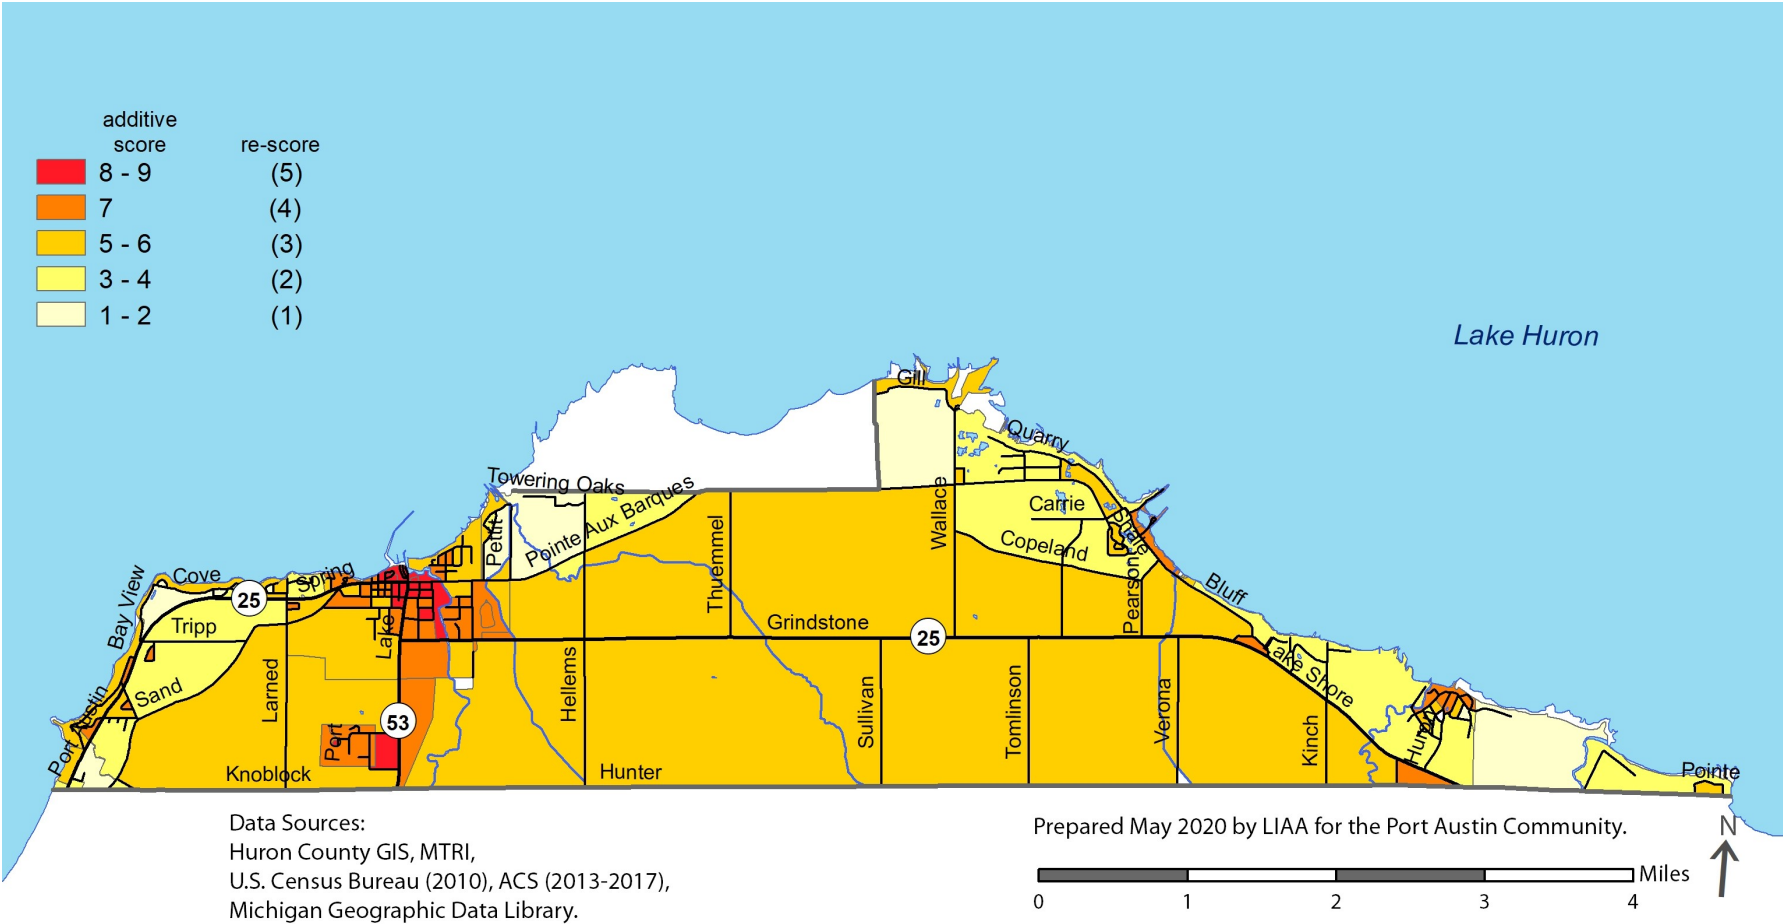 additive
score re-score
8 - 9 (5)
7 (4)
5 - 6 (3)
3 - 4 (2)
1 - 2 (1)
Lake Huron
Gill
Quarry
Towering Oaks
Pointe Aux Barques
Pettit
Wallace
Carrie
Copeland
Shale
Pearson
Bluff
Thuemmel
Cove
Spring
25
Bay View
Tripp
Lake
Grindstone
25
Lake Shore
Sand
Larned
Hellems
Sullivan
Tomlinson
Verona
Kinch
Huron
Port Austin
53
Port
Knoblock
Hunter
Pointe
Data Sources:
Huron County GIS, MTRI,
U.S. Census Bureau (2010), ACS (2013-2017),
Michigan Geographic Data Library.
Prepared May 2020 by LIAA for the Port Austin Community.
N
Miles
0 1 2 3 4